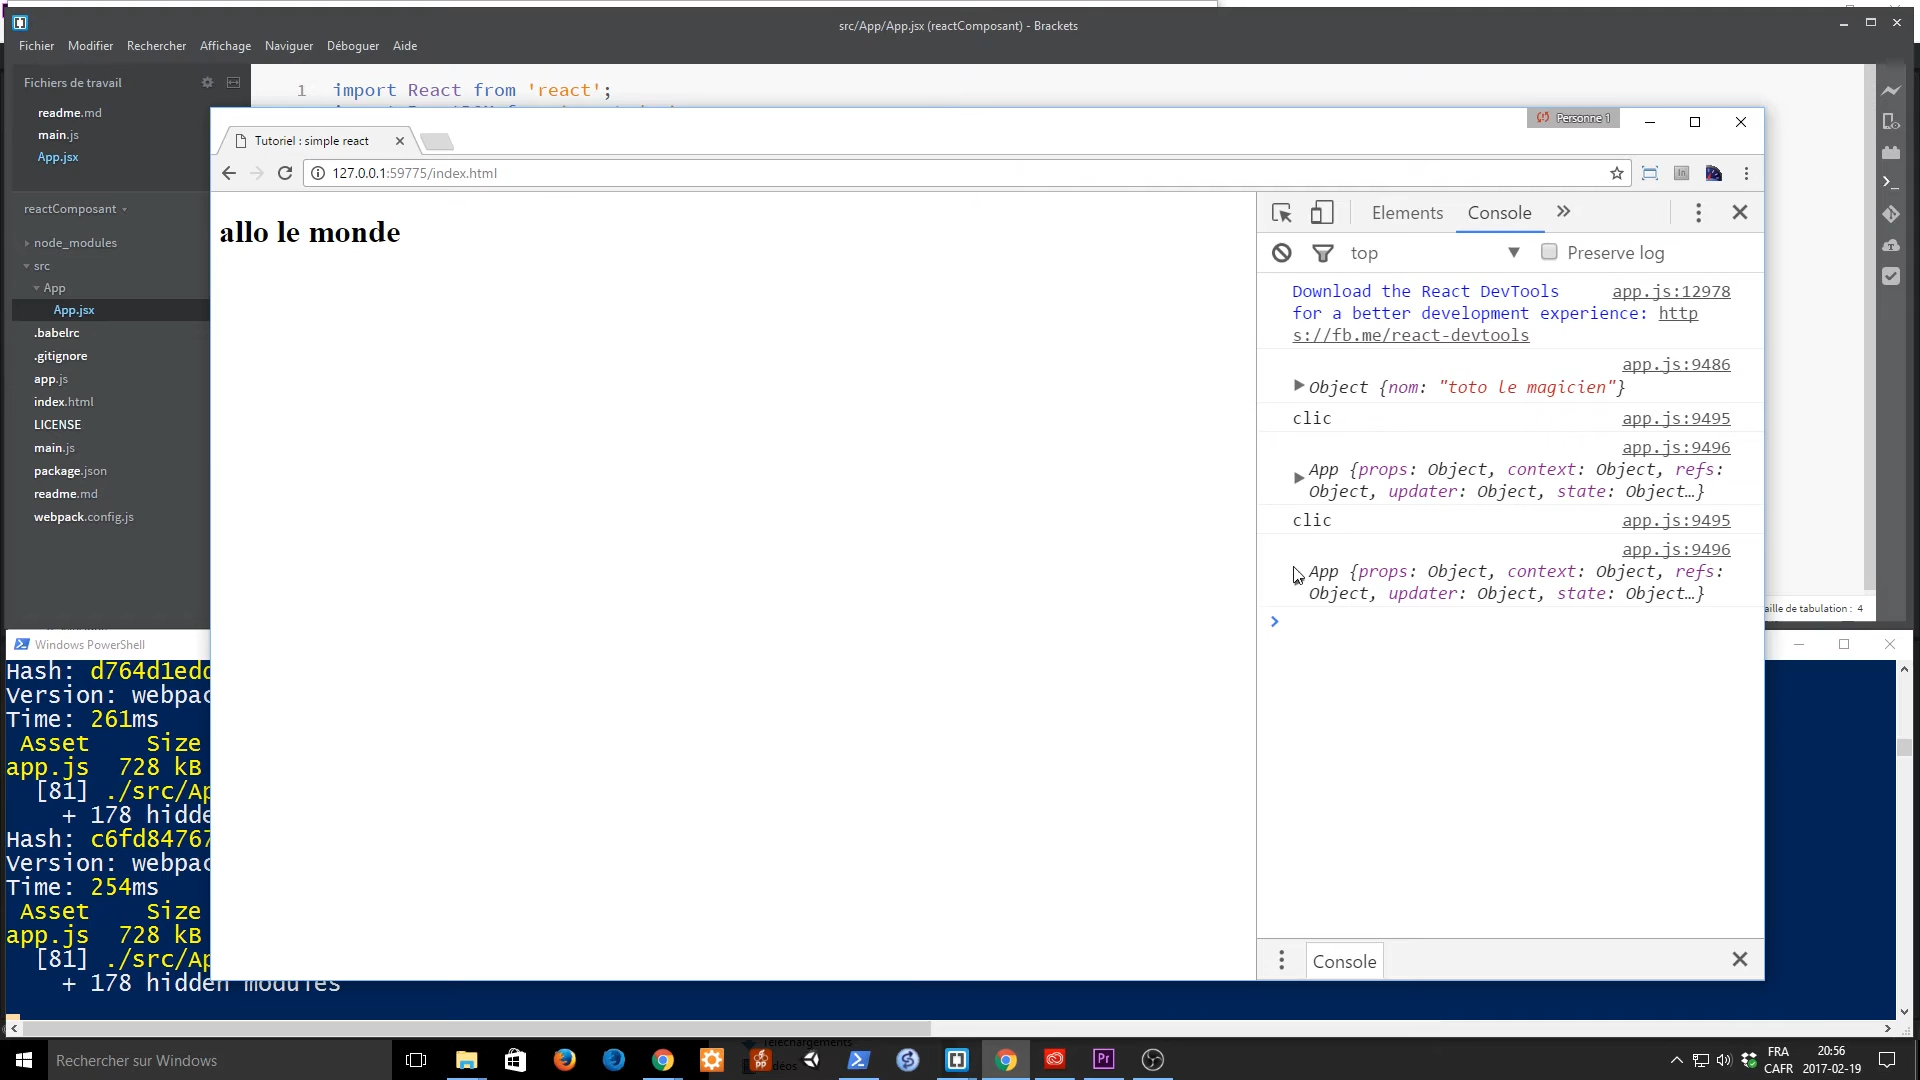 src/App/App.jsx (reactComposant) - Brackets
Fichier Modifier Rechercher Affichage Naviguer Déboguer Aide
Fichiers de travail
readme.md
main.js
App.jsx
reactComposant
node_modules
src
App
App.jsx
.babelrc
.gitignore
app.js
index.html
LICENSE
main.js
package.json
readme.md
webpack.config.js
1 import React from 'react';
Personne 1
Tutoriel : simple react
127.0.0.1:59775/index.html
allo le monde
Elements Console
top Preserve log
Download the React DevTools app.js:12978
for a better development experience: http
s://fb.me/react-devtools
app.js:9486
Object {nom: "toto le magicien"}
clic app.js:9495
app.js:9496
App {props: Object, context: Object, refs:
Object, updater: Object, state: Object…}
clic app.js:9495
app.js:9496
App {props: Object, context: Object, refs:
Object, updater: Object, state: Object…}
Console
aille de tabulation : 4
Windows PowerShell
Hash: d764d1edd
Version: webpac
Time: 261ms
Asset Size
app.js 728 kB
[81] ./src/Ap
+ 178 hidde
Hash: c6fd84767
Version: webpac
Time: 254ms
Asset Size
app.js 728 kB
[81] ./src/Ap
+ 178 hidden modules
Rechercher sur Windows
Téléchargements
FRA
CAFR
20:56
2017-02-19